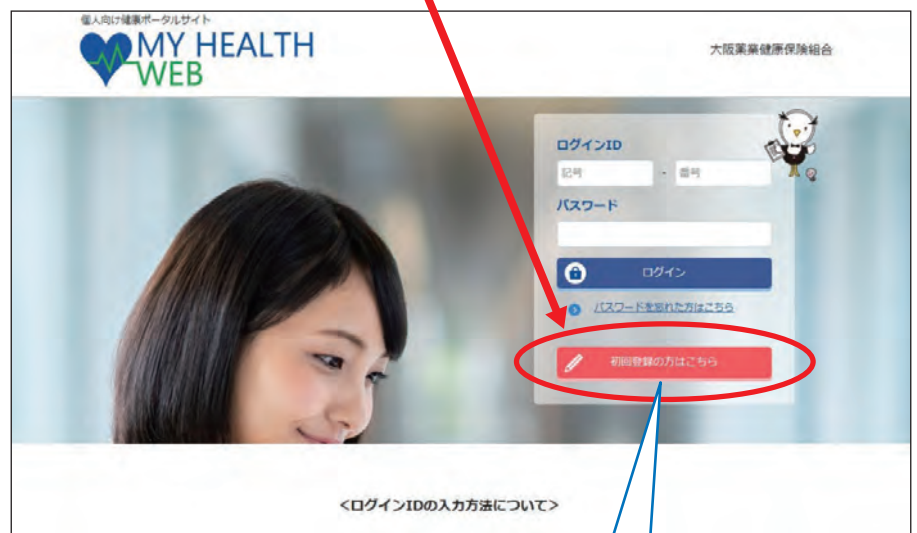 個人向け健康ポータルサイト
MY HEALTH
WEB
大阪薬業健康保険組合
ログインID
記号 - 番号
パスワード
ログイン
パスワードを忘れた方はこちら
初回登録の方はこちら
<ログインIDの入力方法について>